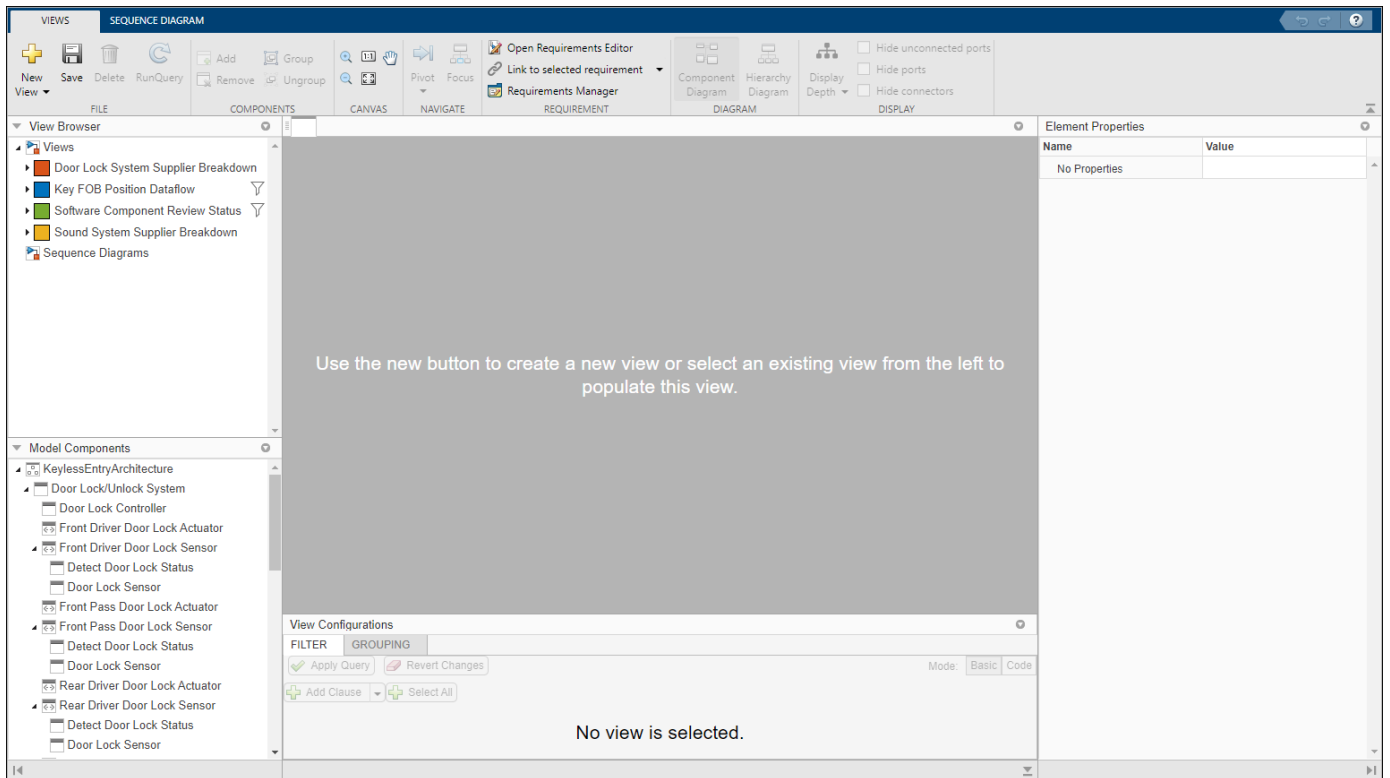 VIEWS SEQUENCE DIAGRAM
?
New View Save Delete RunQuery
FILE
Add Group
Remove Ungroup
COMPONENTS
1:1
CANVAS
Pivot Focus
NAVIGATE
Open Requirements Editor
Link to selected requirement
Requirements Manager
REQUIREMENT
Component Diagram Hierarchy Diagram
DIAGRAM
Display Depth
Hide unconnected ports
Hide ports
Hide connectors
DISPLAY
View Browser
Views
Door Lock System Supplier Breakdown
Key FOB Position Dataflow
Software Component Review Status
Sound System Supplier Breakdown
Sequence Diagrams
Model Components
KeylessEntryArchitecture
Door Lock/Unlock System
Door Lock Controller
Front Driver Door Lock Actuator
Front Driver Door Lock Sensor
Detect Door Lock Status
Door Lock Sensor
Front Pass Door Lock Actuator
Front Pass Door Lock Sensor
Detect Door Lock Status
Door Lock Sensor
Rear Driver Door Lock Actuator
Rear Driver Door Lock Sensor
Detect Door Lock Status
Door Lock Sensor
Use the new button to create a new view or select an existing view from the left to
populate this view.
View Configurations
FILTER GROUPING
Apply Query Revert Changes Mode: Basic Code
Add Clause Select All
No view is selected.
Element Properties
Name Value
No Properties